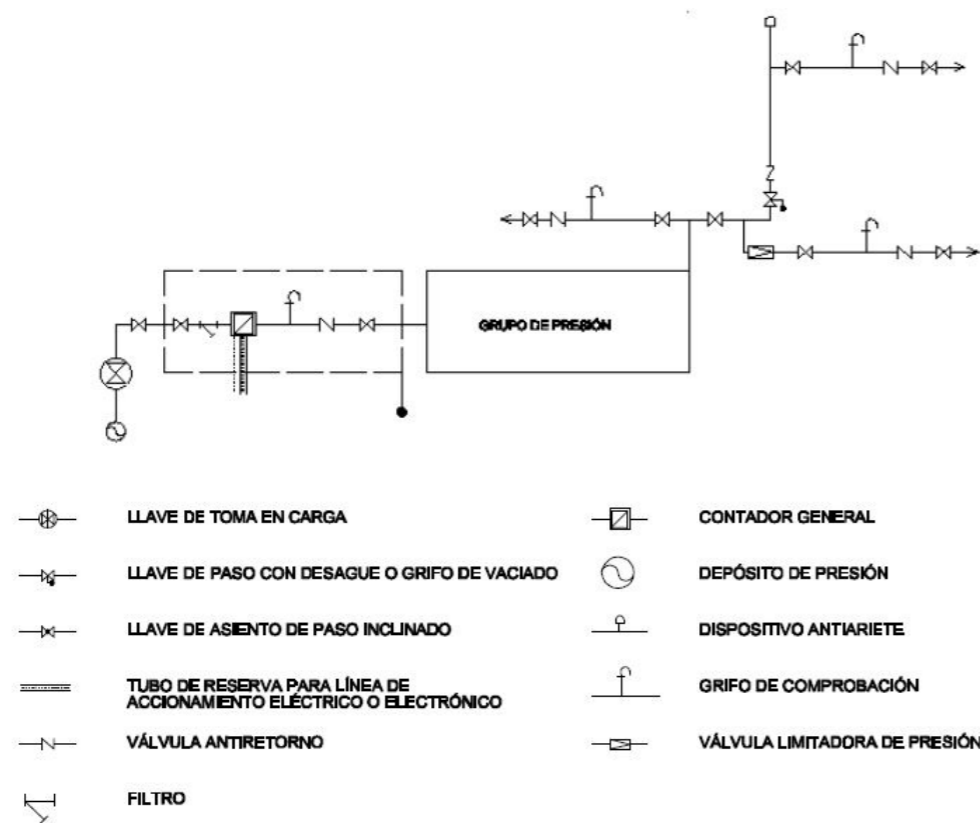 GRUPO DE PRESIÓN
LLAVE DE TOMA EN CARGA
LLAVE DE PASO CON DESAGUE O GRIFO DE VACIADO
LLAVE DE ASIENTO DE PASO INCLINADO
TUBO DE RESERVA PARA LÍNEA DE
ACCIONAMIENTO ELÉCTRICO O ELECTRÓNICO
VÁLVULA ANTIRETORNO
FILTRO
CONTADOR GENERAL
DEPÓSITO DE PRESIÓN
DISPOSITIVO ANTIARIETE
GRIFO DE COMPROBACIÓN
VÁLVULA LIMITADORA DE PRESIÓN